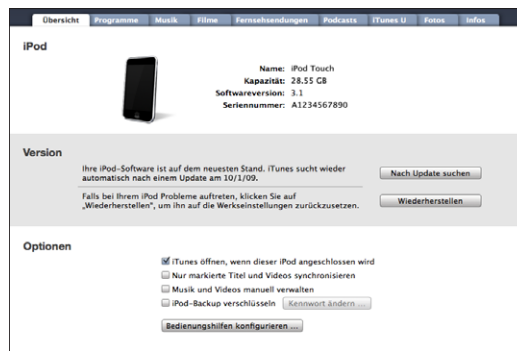 Übersicht Programme Musik Filme Fernsehsendungen Podcasts iTunes U Fotos Infos
iPod
Name: iPod Touch
Kapazität: 28.55 GB
Softwareversion: 3.1
Seriennummer: A1234567890
Version
Ihre iPod-Software ist auf dem neuesten Stand. iTunes sucht wieder
automatisch nach einem Update am 10/1/09.
Nach Update suchen
Falls bei Ihrem iPod Probleme auftreten, klicken Sie auf
„Wiederherstellen“, um ihn auf die Werkseinstellungen zurückzusetzen.
Wiederherstellen
Optionen
iTunes öffnen, wenn dieser iPod angeschlossen wird
Nur markierte Titel und Videos synchronisieren
Musik und Videos manuell verwalten
iPod-Backup verschlüsseln Kennwort ändern ...
Bedienungshilfen konfigurieren ...